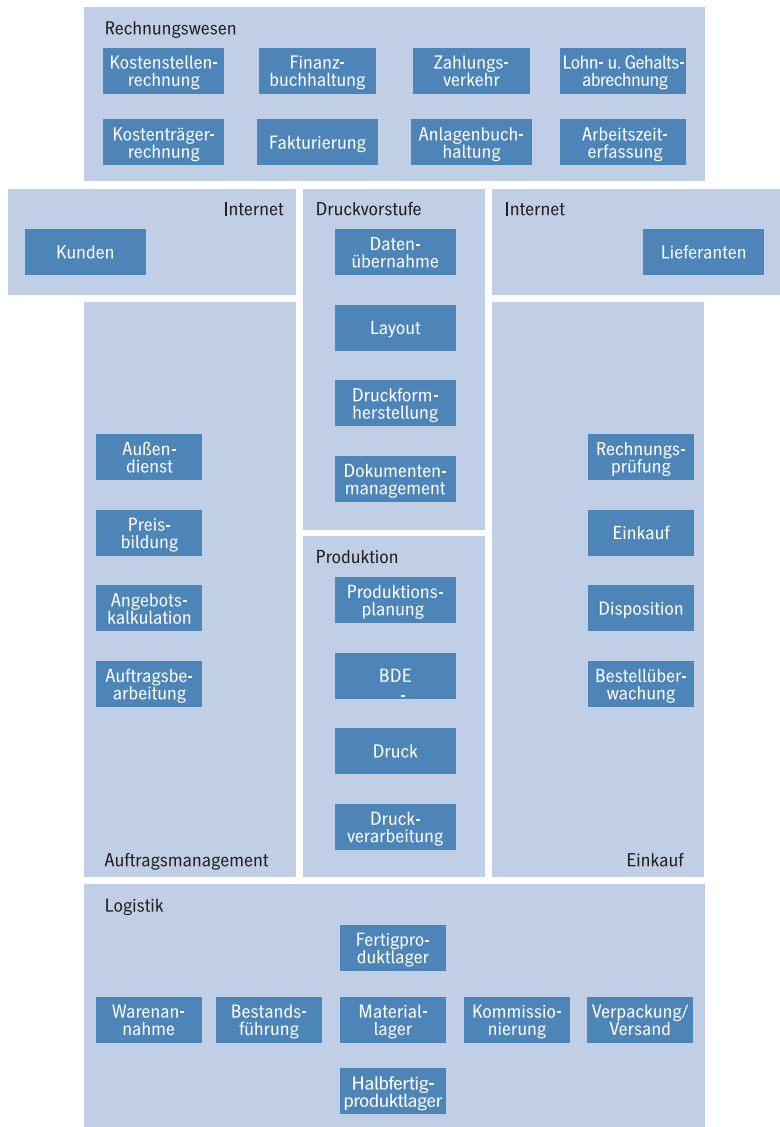 Rechnungswesen
Kostenstellen-
rechnung
Finanz-
buchhaltung
Zahlungs-
verkehr
Lohn- u. Gehalts-
abrechnung
Kostenträger-
rechnung
Fakturierung
Anlagenbuch-
haltung
Arbeitszeit-
erfassung
Internet
Kunden
Druckvorstufe
Daten-
übernahme
Layout
Druckform-
herstellung
Dokumenten-
management
Internet
Lieferanten
Außen-
dienst
Preis-
bildung
Angebots-
kalkulation
Auftragsbe-
arbeitung
Auftragsmanagement
Produktion
Produktions-
planung
BDE
-
Druck
Druck-
verarbeitung
Rechnungs-
prüfung
Einkauf
Disposition
Bestellüber-
wachung
Einkauf
Logistik
Fertigpro-
duktlager
Warenan-
nahme
Bestands-
führung
Material-
lager
Kommissio-
nierung
Verpackung/
Versand
Halbfertig-
produktlager